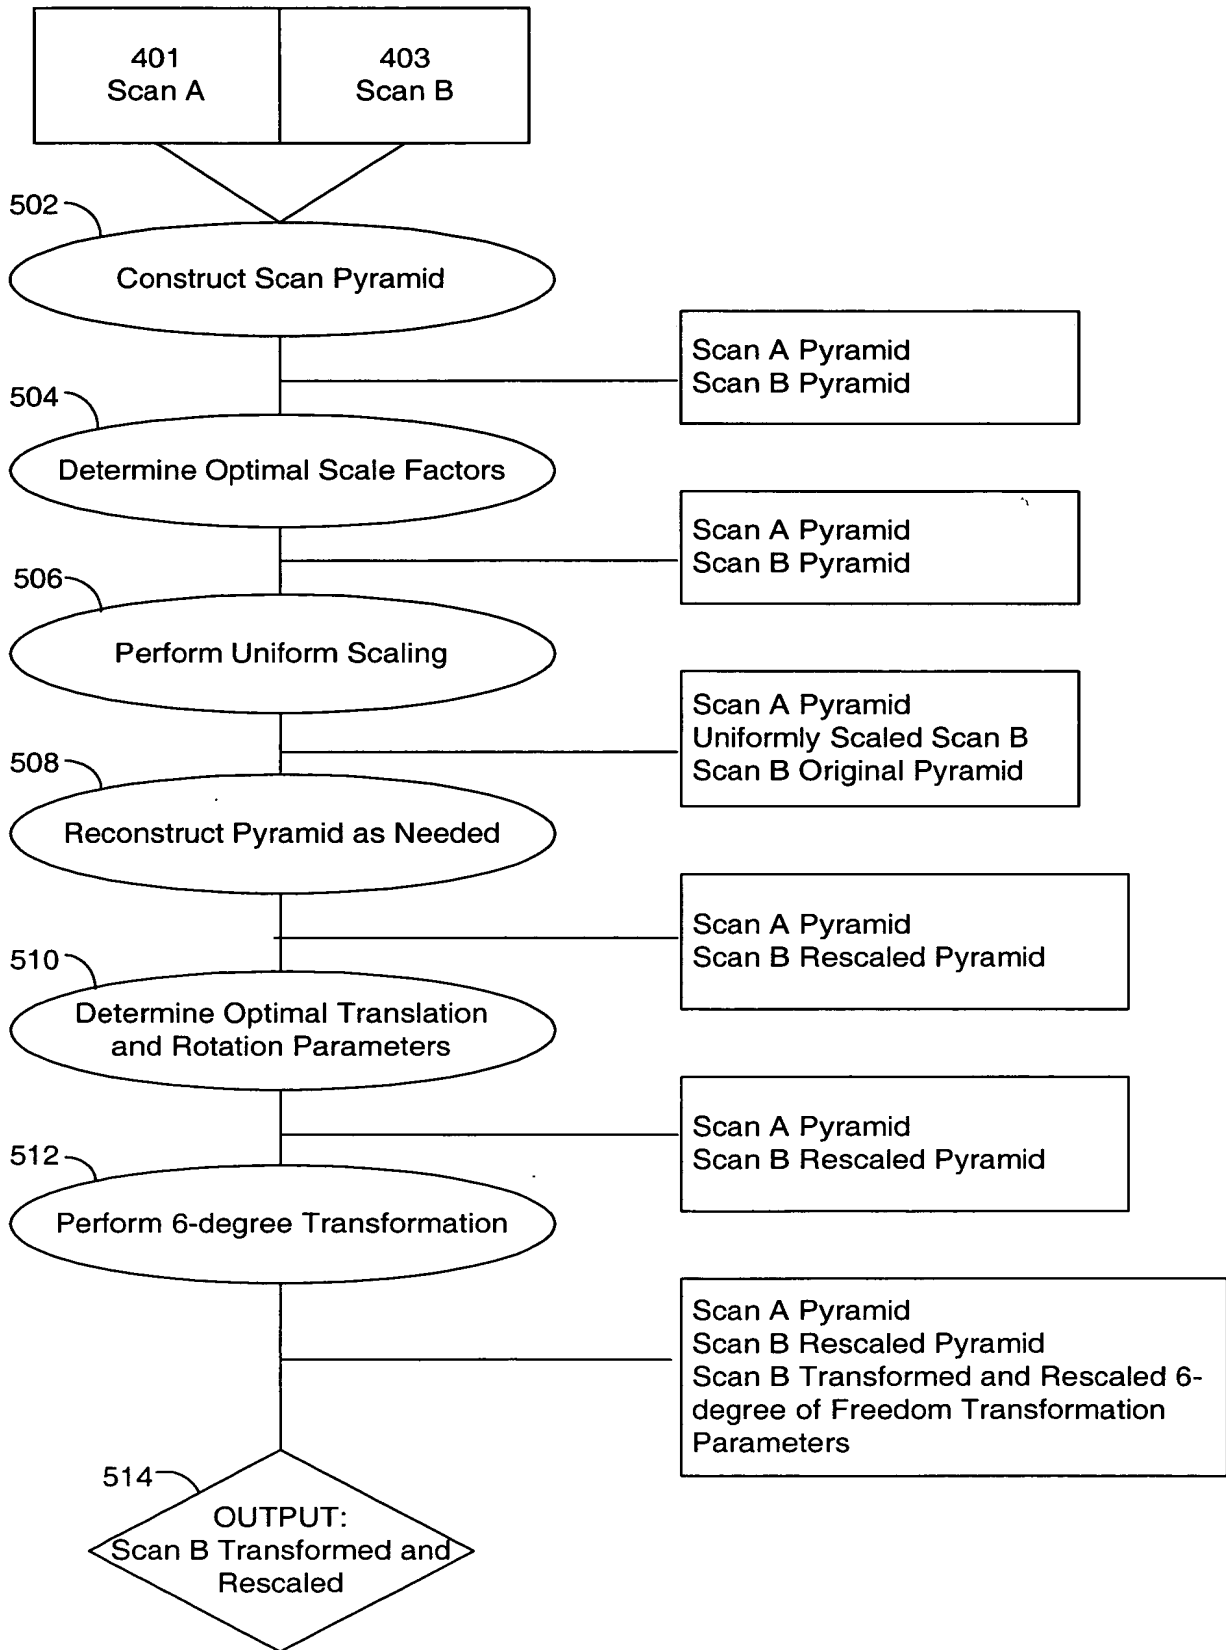 401
Scan A
403
Scan B
502
Construct Scan Pyramid
Scan A Pyramid
Scan B Pyramid
504
Determine Optimal Scale Factors
Scan A Pyramid
Scan B Pyramid
506
Perform Uniform Scaling
Scan A Pyramid
Uniformly Scaled Scan B
Scan B Original Pyramid
508
Reconstruct Pyramid as Needed
Scan A Pyramid
Scan B Rescaled Pyramid
510
Determine Optimal Translation
and Rotation Parameters
Scan A Pyramid
Scan B Rescaled Pyramid
512
Perform 6-degree Transformation
Scan A Pyramid
Scan B Rescaled Pyramid
Scan B Transformed and Rescaled 6-
degree of Freedom Transformation
Parameters
514
OUTPUT:
Scan B Transformed and
Rescaled